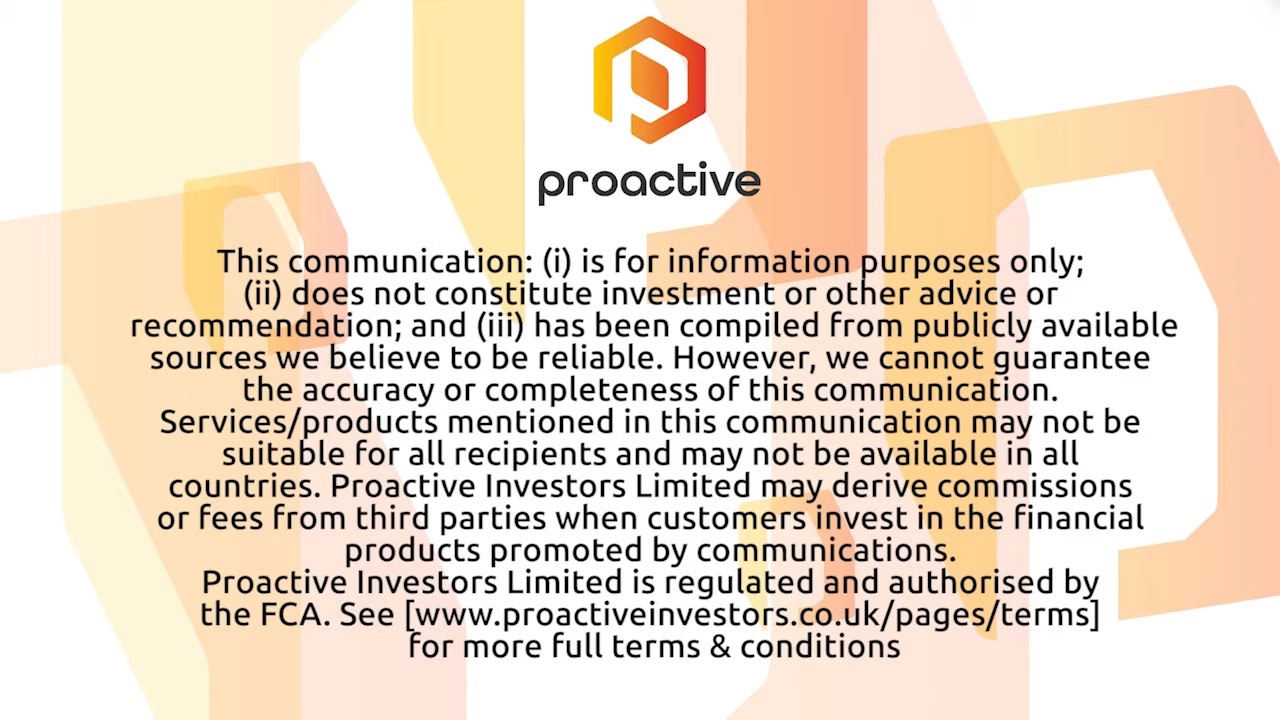 proactive
This communication: (i) is for information purposes only;
(ii) does not constitute investment or other advice or
recommendation; and (iii) has been compiled from publicly available
sources we believe to be reliable. However, we cannot guarantee
the accuracy or completeness of this communication.
Services/products mentioned in this communication may not be
suitable for all recipients and may not be available in all
countries. Proactive Investors Limited may derive commissions
or fees from third parties when customers invest in the financial
products promoted by communications.
Proactive Investors Limited is regulated and authorised by
the FCA. See [www.proactiveinvestors.co.uk/pages/terms]
for more full terms & conditions